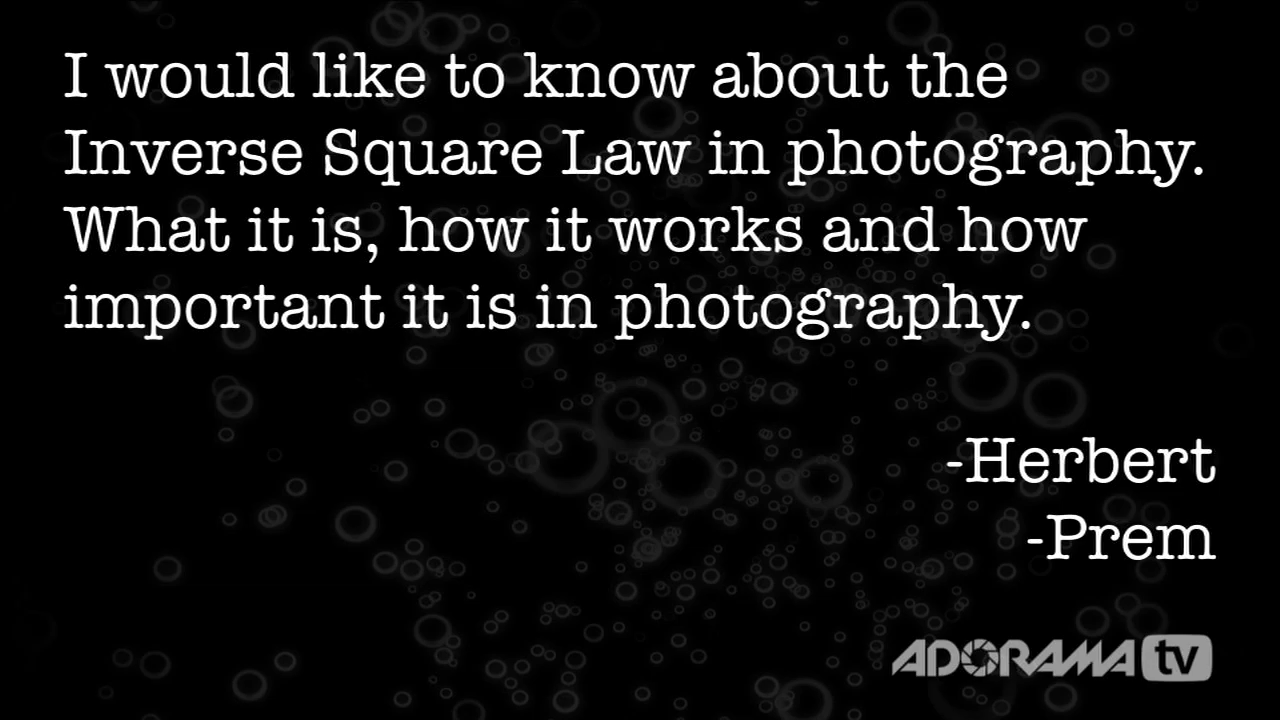 I would like to know about the
Inverse Square Law in photography.
What it is, how it works and how
important it is in photography.
-Herbert
-Prem
ADORAMA tv